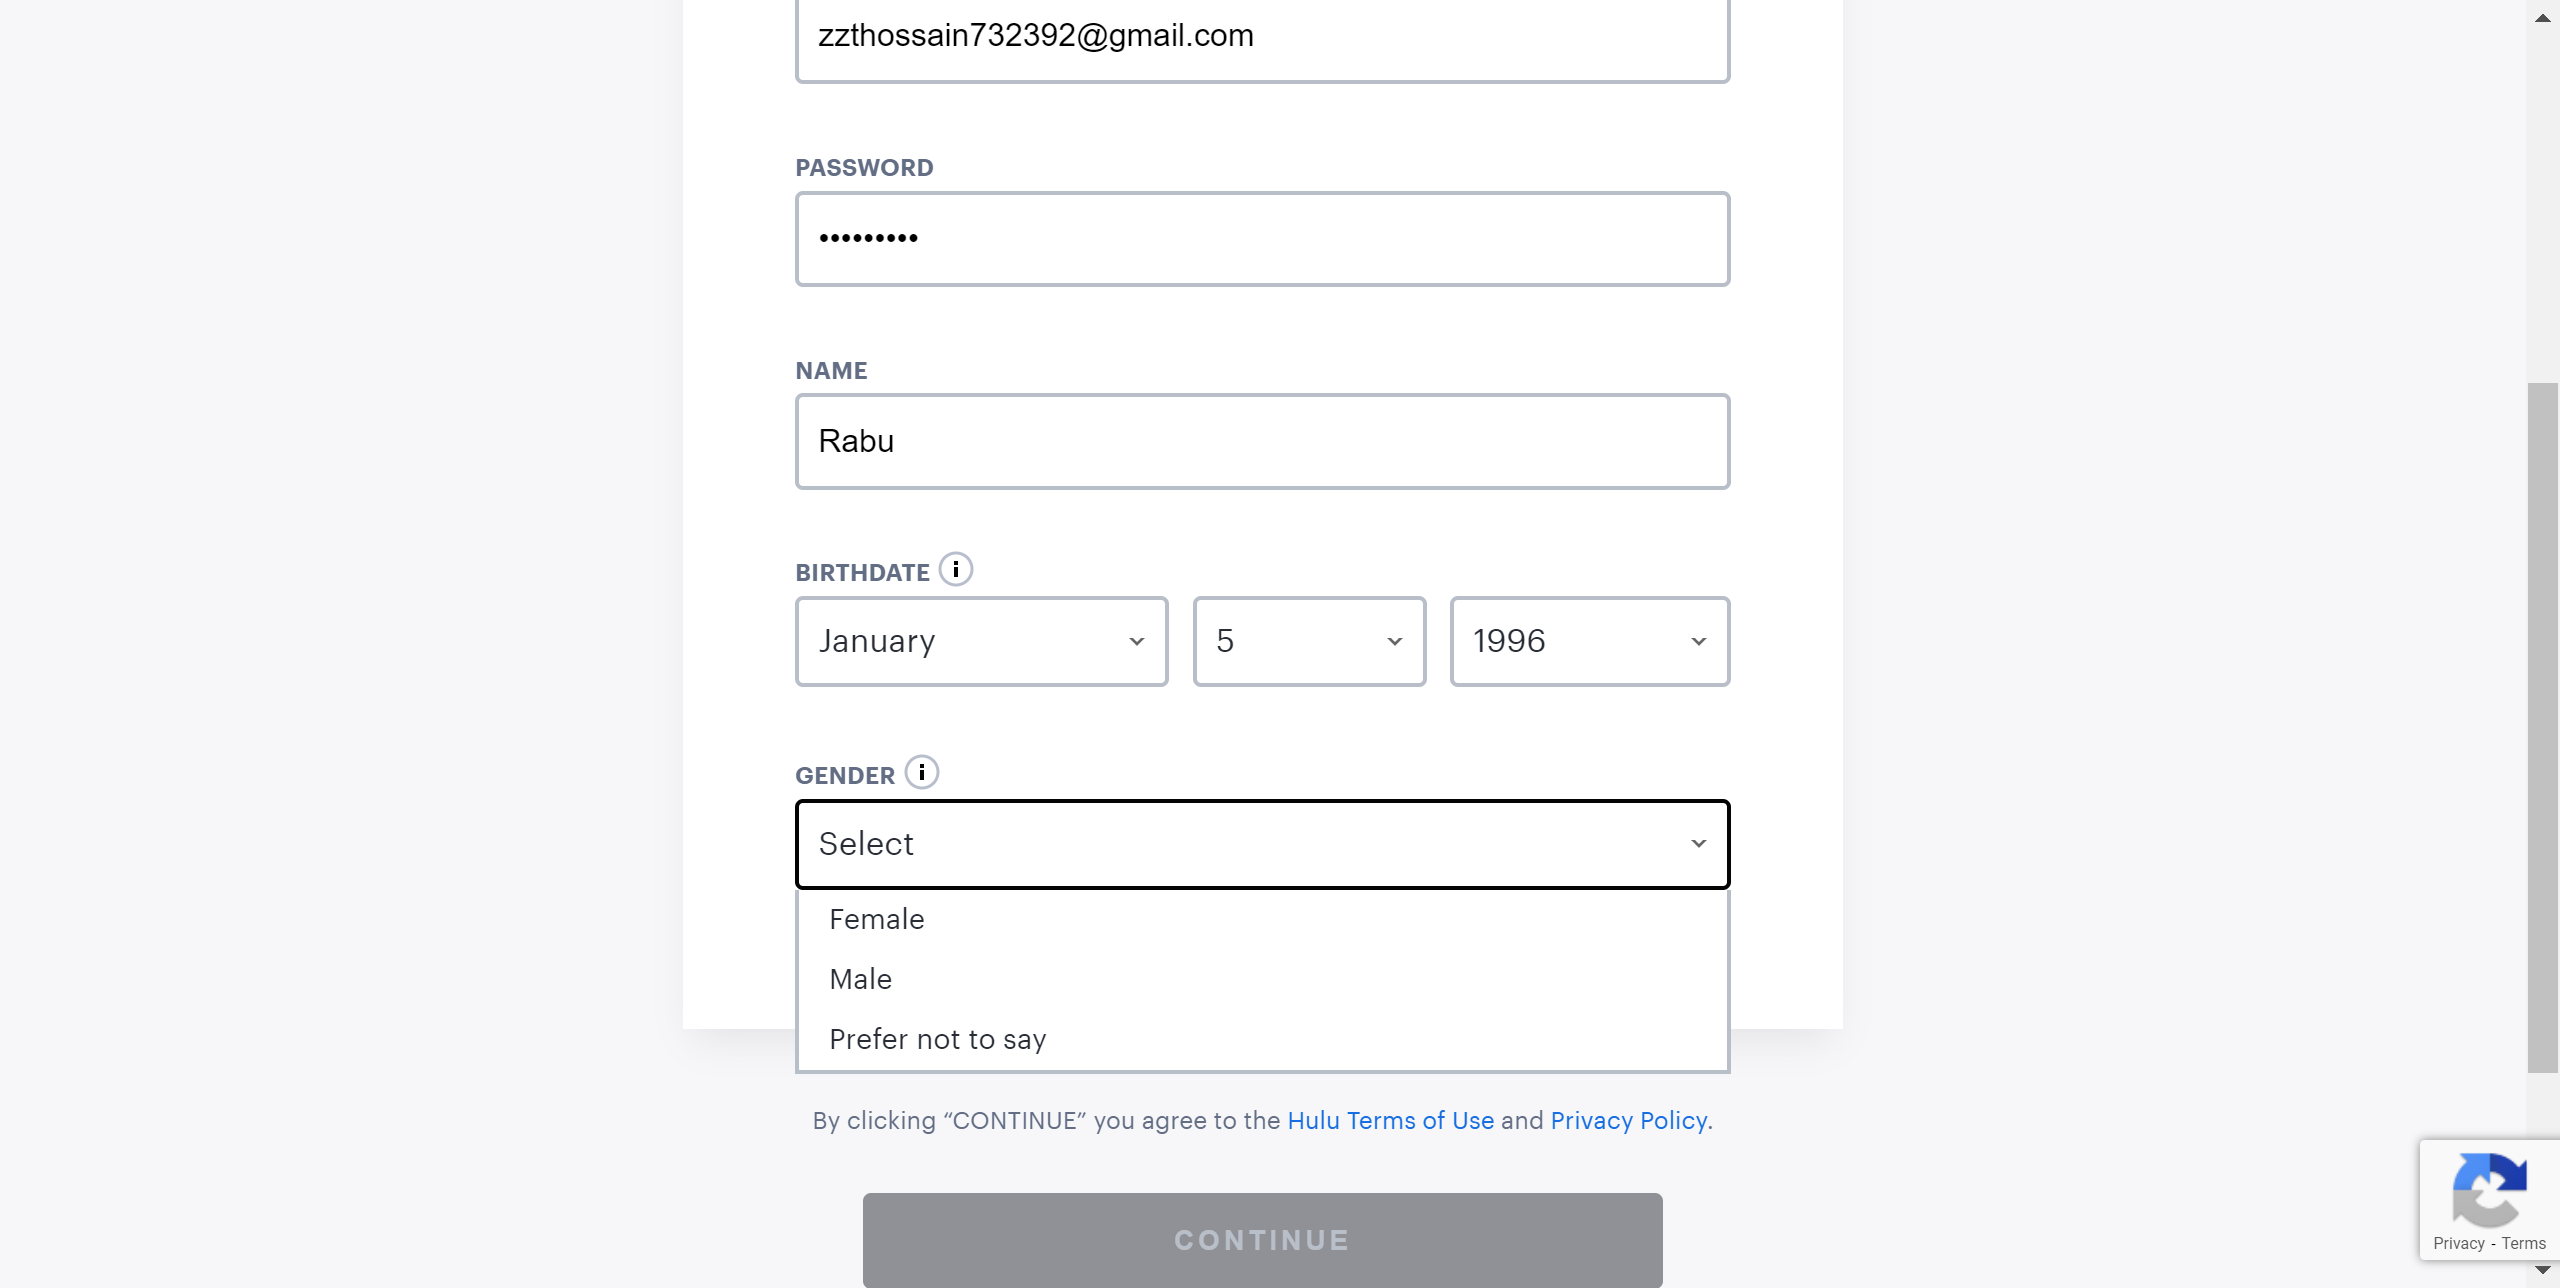 zzthossain732392@gmail.com
PASSWORD
•••••••••
NAME
Rabu
BIRTHDATE i
January 5 1996
GENDER i
Select
Female
Male
Prefer not to say
By clicking “CONTINUE” you agree to the Hulu Terms of Use and Privacy Policy.
CONTINUE
Privacy - Terms